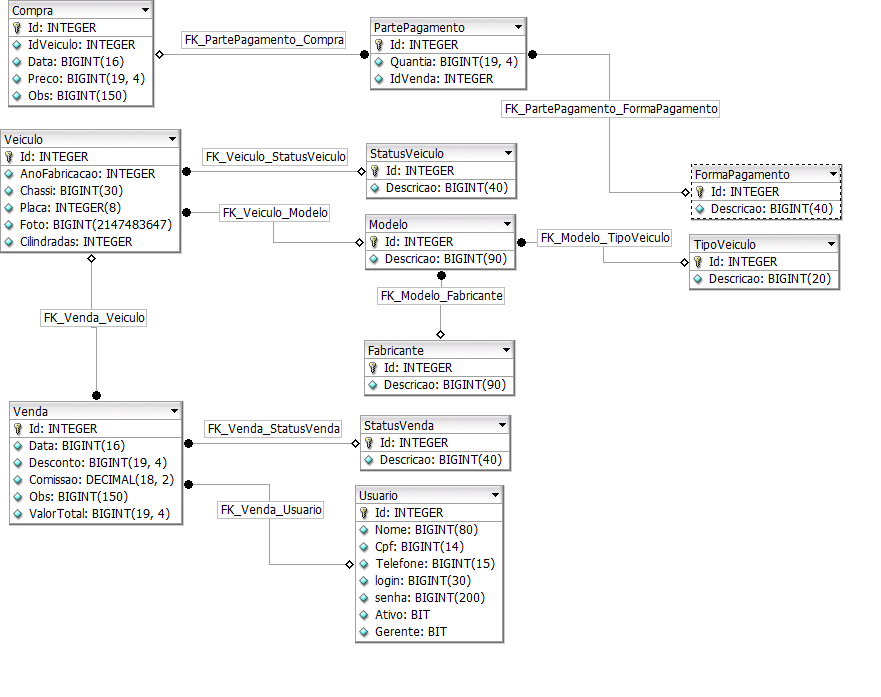 Compra
Id: INTEGER
IdVeiculo: INTEGER
Data: BIGINT(16)
Preco: BIGINT(19, 4)
Obs: BIGINT(150)
FK_PartePagamento_Compra
PartePagamento
Id: INTEGER
Quantia: BIGINT(19, 4)
IdVenda: INTEGER
FK_PartePagamento_FormaPagamento
Veiculo
Id: INTEGER
AnoFabricacao: INTEGER
Chassi: BIGINT(30)
Placa: INTEGER(8)
Foto: BIGINT(2147483647)
Cilindradas: INTEGER
FK_Veiculo_StatusVeiculo
StatusVeiculo
Id: INTEGER
Descricao: BIGINT(40)
FormaPagamento
Id: INTEGER
Descricao: BIGINT(40)
FK_Veiculo_Modelo
Modelo
Id: INTEGER
Descricao: BIGINT(90)
FK_Modelo_TipoVeiculo
TipoVeiculo
Id: INTEGER
Descricao: BIGINT(20)
FK_Modelo_Fabricante
FK_Venda_Veiculo
Fabricante
Id: INTEGER
Descricao: BIGINT(90)
Venda
Id: INTEGER
Data: BIGINT(16)
Desconto: BIGINT(19, 4)
Comissao: DECIMAL(18, 2)
Obs: BIGINT(150)
ValorTotal: BIGINT(19, 4)
FK_Venda_StatusVenda
StatusVenda
Id: INTEGER
Descricao: BIGINT(40)
FK_Venda_Usuario
Usuario
Id: INTEGER
Nome: BIGINT(80)
Cpf: BIGINT(14)
Telefone: BIGINT(15)
login: BIGINT(30)
senha: BIGINT(200)
Ativo: BIT
Gerente: BIT